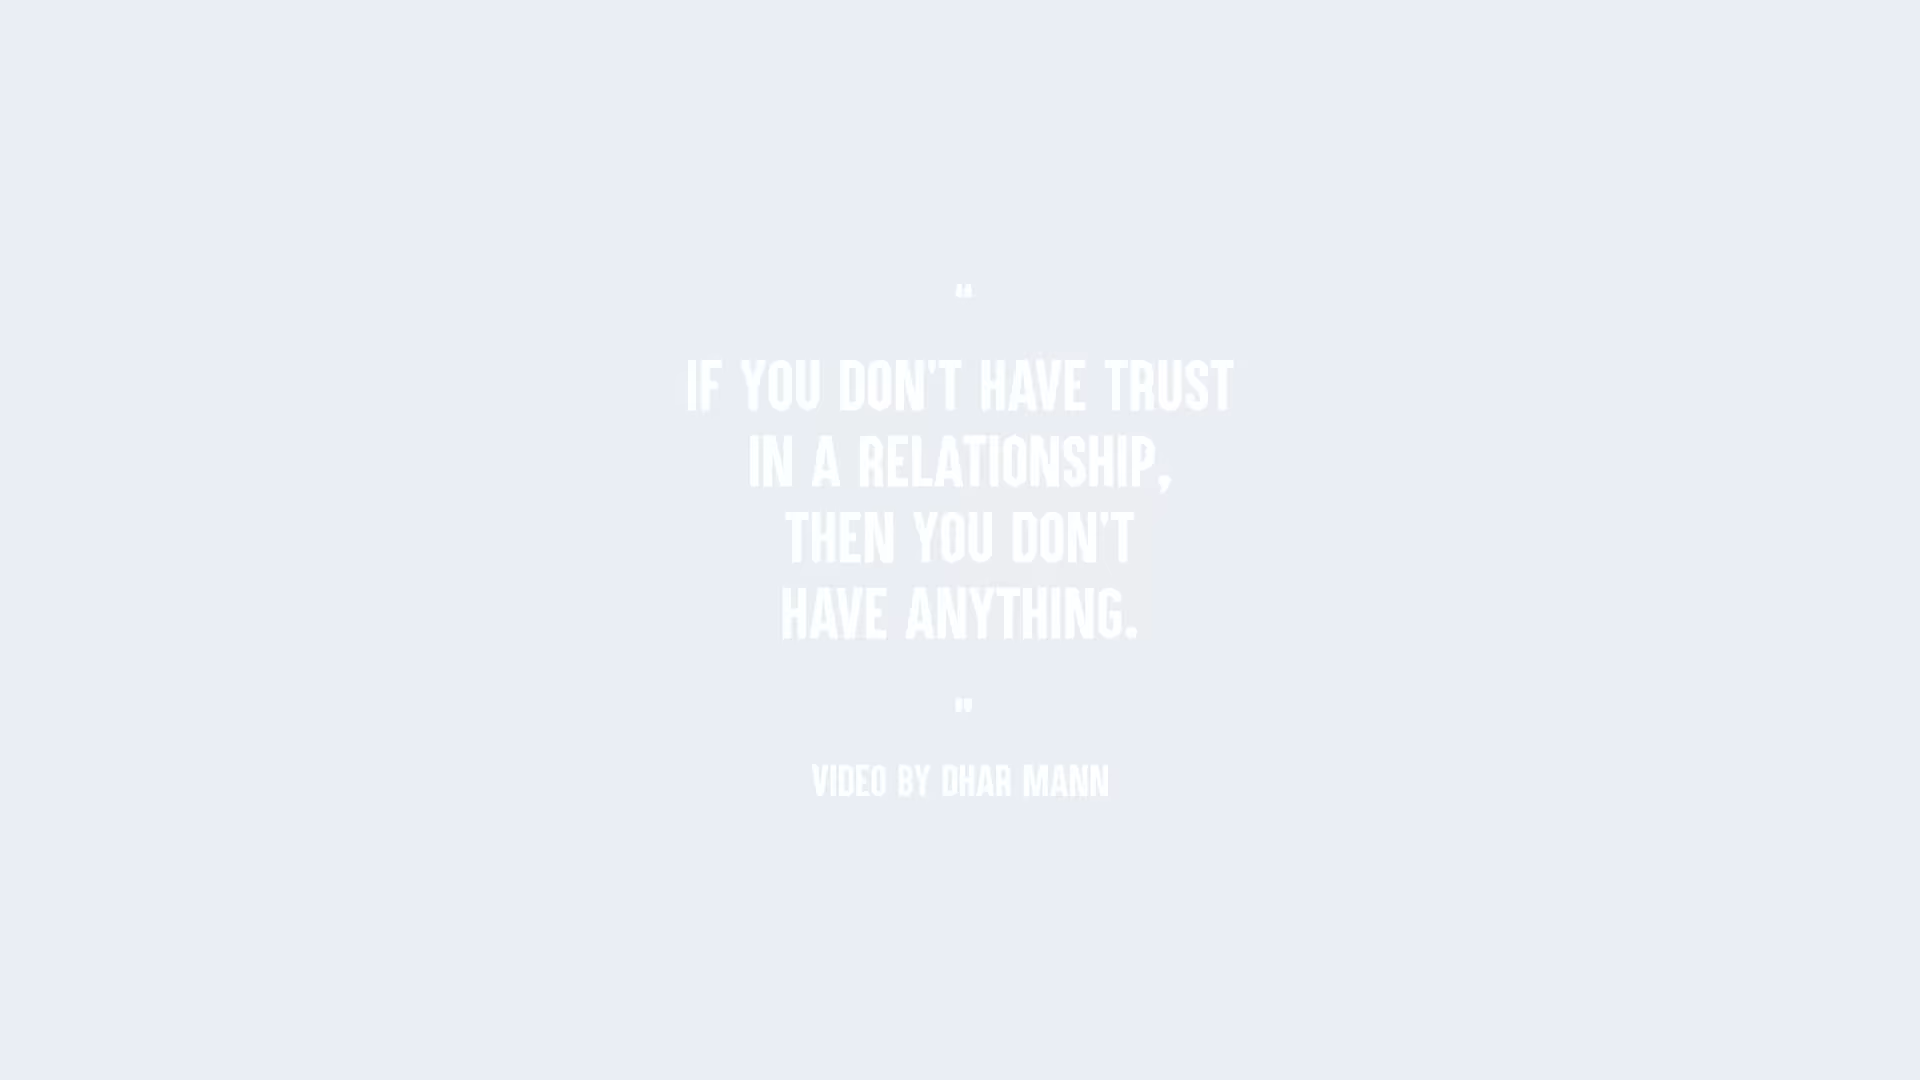 “
IF YOU DON'T HAVE TRUST
IN A RELATIONSHIP,
THEN YOU DON'T
HAVE ANYTHING.
"
VIDEO BY DHAR MANN